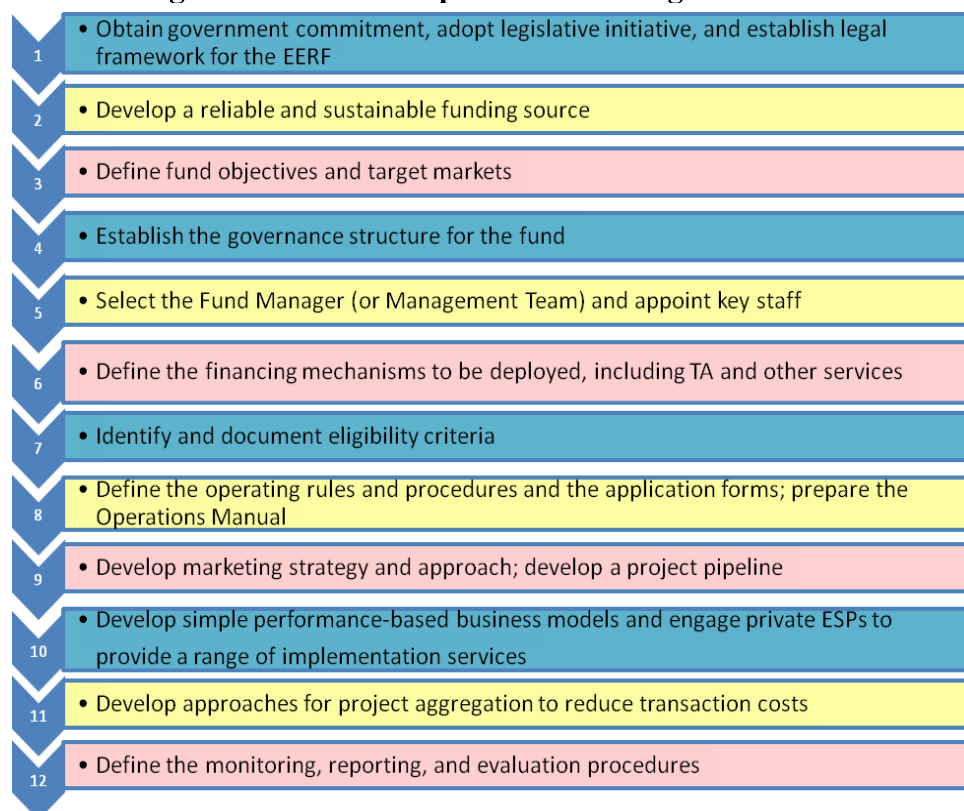 1
• Obtain government commitment, adopt legislative initiative, and establish legal
framework for the EERF
2
• Develop a reliable and sustainable funding source
3
• Define fund objectives and target markets
4
• Establish the governance structure for the fund
5
• Select the Fund Manager (or Management Team) and appoint key staff
6
• Define the financing mechanisms to be deployed, including TA and other services
7
• Identify and document eligibility criteria
8
• Define the operating rules and procedures and the application forms; prepare the
Operations Manual
9
• Develop marketing strategy and approach; develop a project pipeline
10
• Develop simple performance-based business models and engage private ESPs to
provide a range of implementation services
11
• Develop approaches for project aggregation to reduce transaction costs
12
• Define the monitoring, reporting, and evaluation procedures